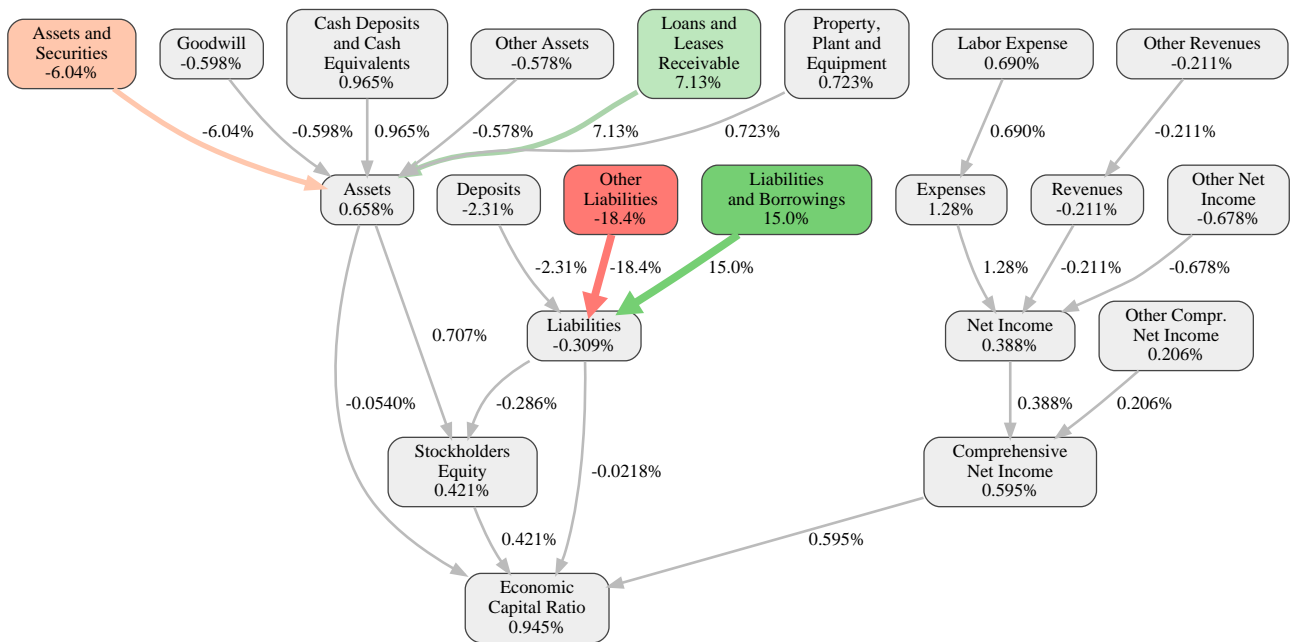 Assets and
Securities
-6.04%
Goodwill
-0.598%
Cash Deposits
and Cash
Equivalents
0.965%
Other Assets
-0.578%
Loans and
Leases
Receivable
7.13%
Property,
Plant and
Equipment
0.723%
Labor Expense
0.690%
Other Revenues
-0.211%
-6.04%
-0.598%
0.965%
-0.578%
7.13%
0.723%
0.690%
-0.211%
Assets
0.658%
Deposits
-2.31%
Other
Liabilities
-18.4%
Liabilities
and Borrowings
15.0%
Expenses
1.28%
Revenues
-0.211%
Other Net
Income
-0.678%
-2.31%
-18.4%
15.0%
1.28%
-0.211%
-0.678%
0.707%
Liabilities
-0.309%
Net Income
0.388%
Other Compr.
Net Income
0.206%
-0.0540%
-0.286%
0.388%
0.206%
Stockholders
Equity
0.421%
-0.0218%
Comprehensive
Net Income
0.595%
0.421%
0.595%
Economic
Capital Ratio
0.945%